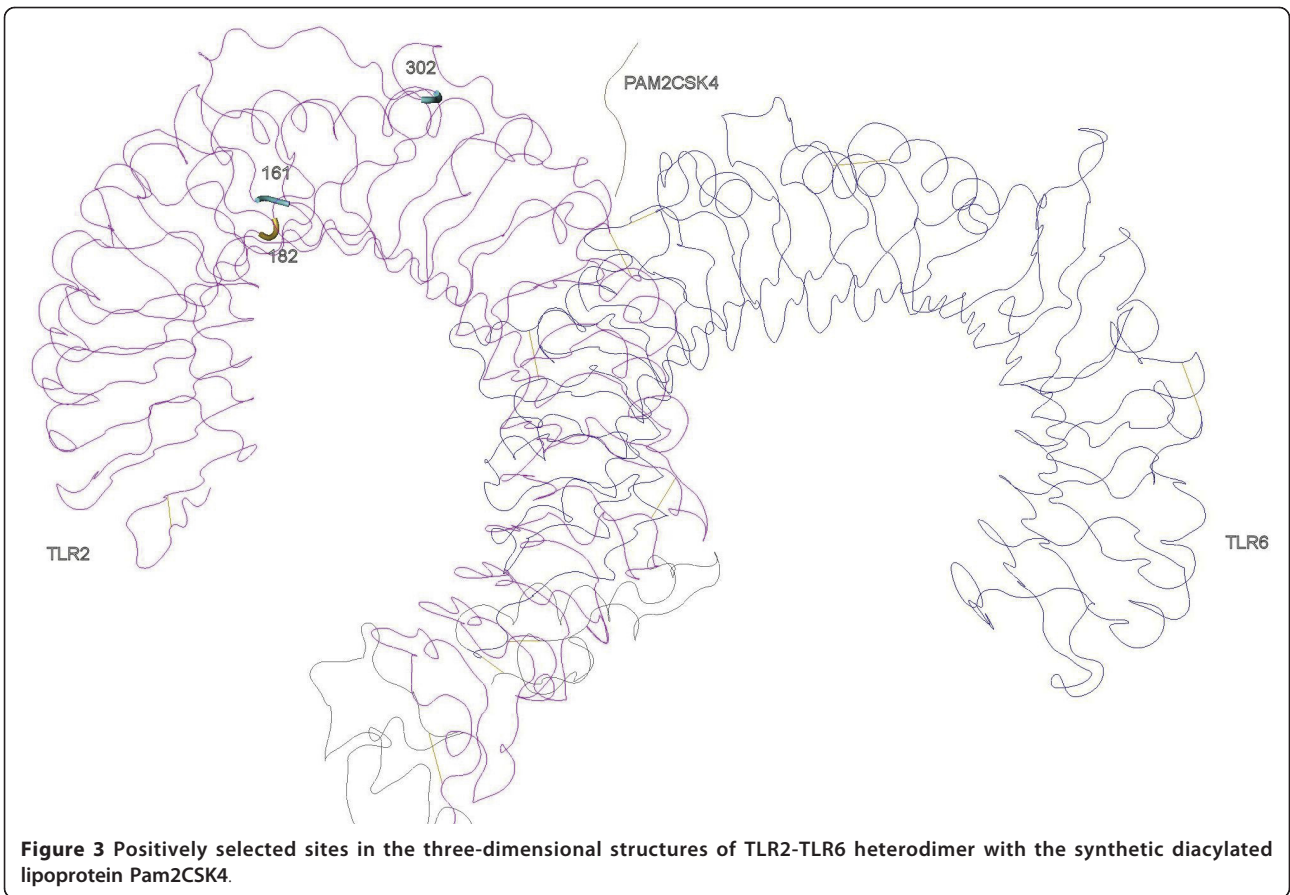 302
PAM2CSK4
161
182
TLR2
TLR6
Figure 3 Positively selected sites in the three-dimensional structures of TLR2-TLR6 heterodimer with the synthetic diacylated
lipoprotein Pam2CSK4.